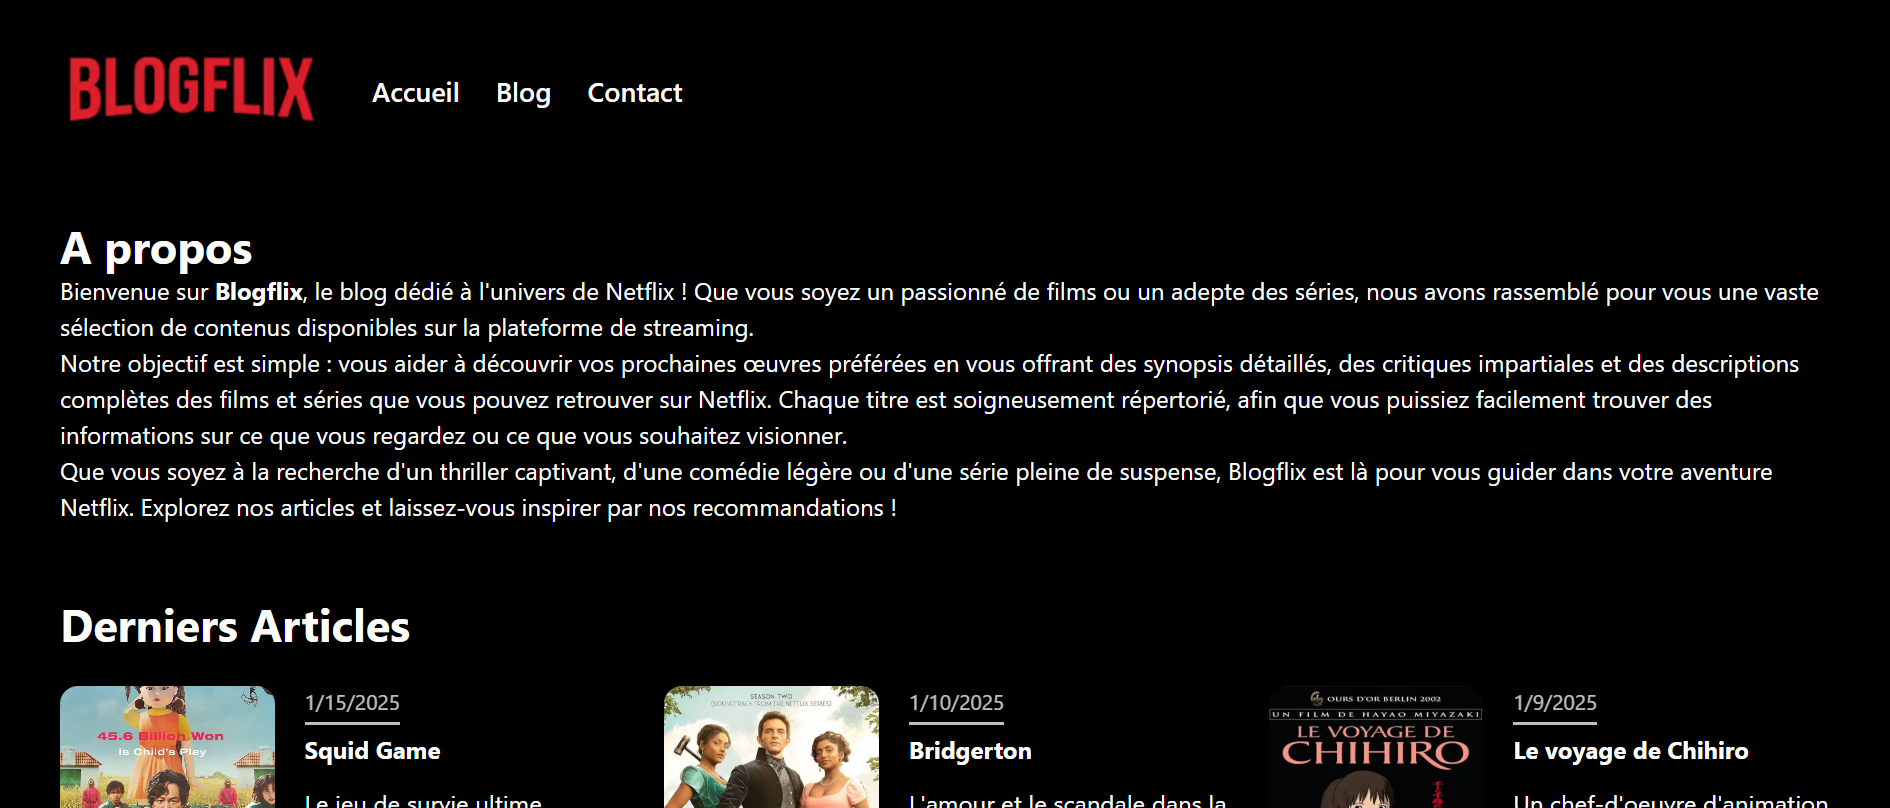 BLOGFLIX
Accueil Blog Contact
A propos
Bienvenue sur Blogflix, le blog dédié à l'univers de Netflix ! Que vous soyez un passionné de films ou un adepte des séries, nous avons rassemblé pour vous une vaste
sélection de contenus disponibles sur la plateforme de streaming.
Notre objectif est simple : vous aider à découvrir vos prochaines œuvres préférées en vous offrant des synopsis détaillés, des critiques impartiales et des descriptions
complètes des films et séries que vous pouvez retrouver sur Netflix. Chaque titre est soigneusement répertorié, afin que vous puissiez facilement trouver des
informations sur ce que vous regardez ou ce que vous souhaitez visionner.
Que vous soyez à la recherche d'un thriller captivant, d'une comédie légère ou d'une série pleine de suspense, Blogflix est là pour vous guider dans votre aventure
Netflix. Explorez nos articles et laissez-vous inspirer par nos recommandations !
Derniers Articles
45.6 Billion Won
Is Child's Play
1/15/2025
Squid Game
Le jeu de survie ultime
SEASON TWO
(SOUNDTRACK FROM THE NETFLIX SERIES)
1/10/2025
Bridgerton
L'amour et le scandale dans la
OURS D'OR BERLIN 2002
UN FILM DE HAYAO MIYAZAKI
LE VOYAGE DE
CHIHIRO
1/9/2025
Le voyage de Chihiro
Un chef-d'oeuvre d'animation